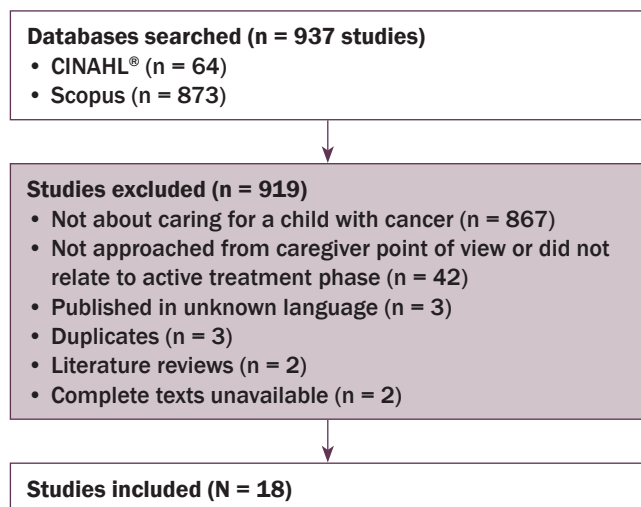 Databases searched (n = 937 studies)
• CINAHL® (n = 64)
• Scopus (n = 873)
Studies excluded (n = 919)
• Not about caring for a child with cancer (n = 867)
• Not approached from caregiver point of view or did not
relate to active treatment phase (n = 42)
• Published in unknown language (n = 3)
• Duplicates (n = 3)
• Literature reviews (n = 2)
• Complete texts unavailable (n = 2)
Studies included (N = 18)